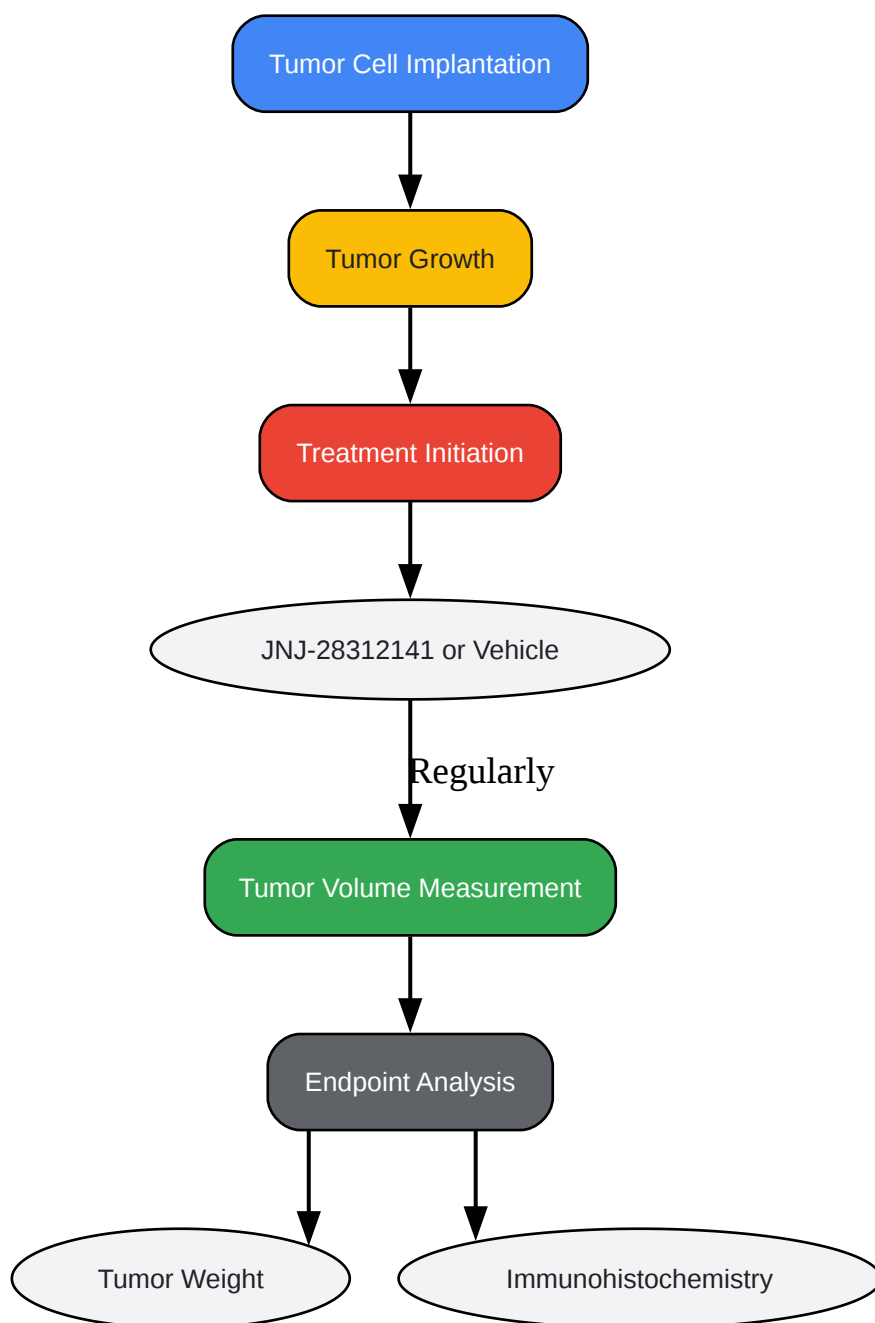 Tumor Cell Implantation
Tumor Growth
Treatment Initiation
JNJ-28312141 or Vehicle
Regularly
Tumor Volume Measurement
Endpoint Analysis
Tumor Weight
Immunohistochemistry